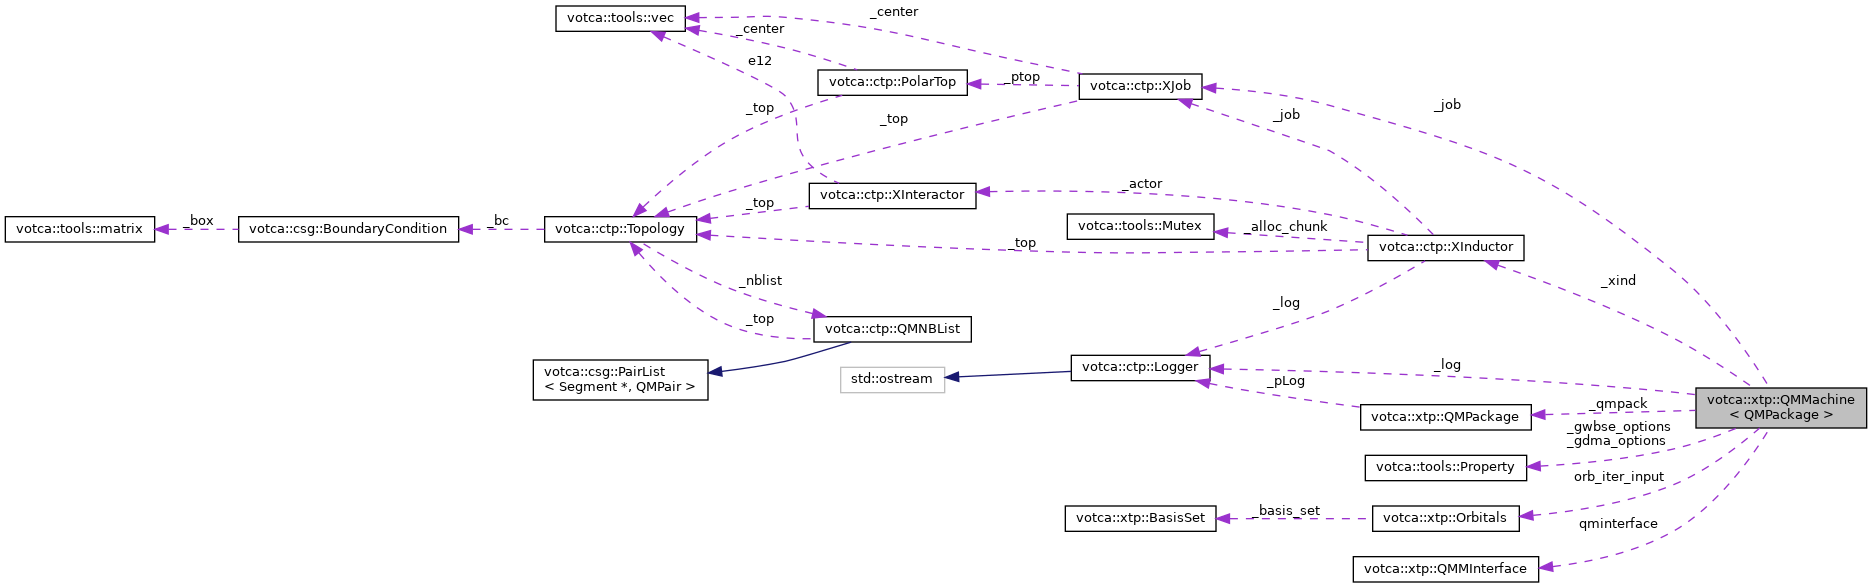 votca::tools::vec
_center
_center
e12
votca::ctp::PolarTop
_ptop
votca::ctp::XJob
_job
_top
_top
_job
_actor
votca::ctp::XInteractor
_top
votca::tools::matrix
_box
votca::csg::BoundaryCondition
_bc
votca::ctp::Topology
votca::tools::Mutex
_alloc_chunk
_top
votca::ctp::XInductor
_nblist
_xind
_log
_top
votca::ctp::QMNBList
votca::csg::PairList
< Segment *, QMPair >
std::ostream
votca::ctp::Logger
_log
_pLog
votca::xtp::QMPackage
_qmpack
votca::xtp::QMMachine
< QMPackage >
_gwbse_options
_gdma_options
votca::tools::Property
orb_iter_input
votca::xtp::BasisSet
_basis_set
votca::xtp::Orbitals
qminterface
votca::xtp::QMMInterface